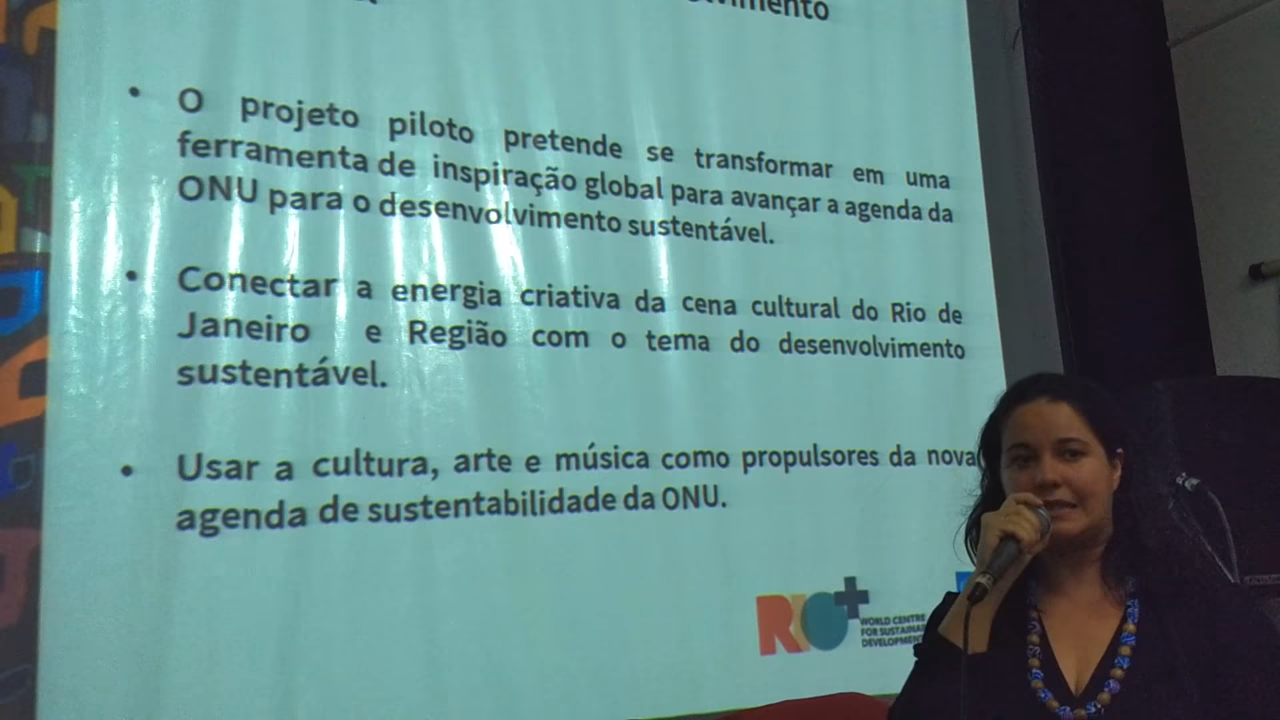 • O projeto piloto pretende se transformar em uma
ferramenta de inspiração global para avançar a agenda da
ONU para o desenvolvimento sustentável.
• Conectar a energia criativa da cena cultural do Rio de
Janeiro e Região com o tema do desenvolvimento
sustentável.
• Usar a cultura, arte e música como propulsores da nova
agenda de sustentabilidade da ONU.
RIO+
WORLD CENTRE
FOR